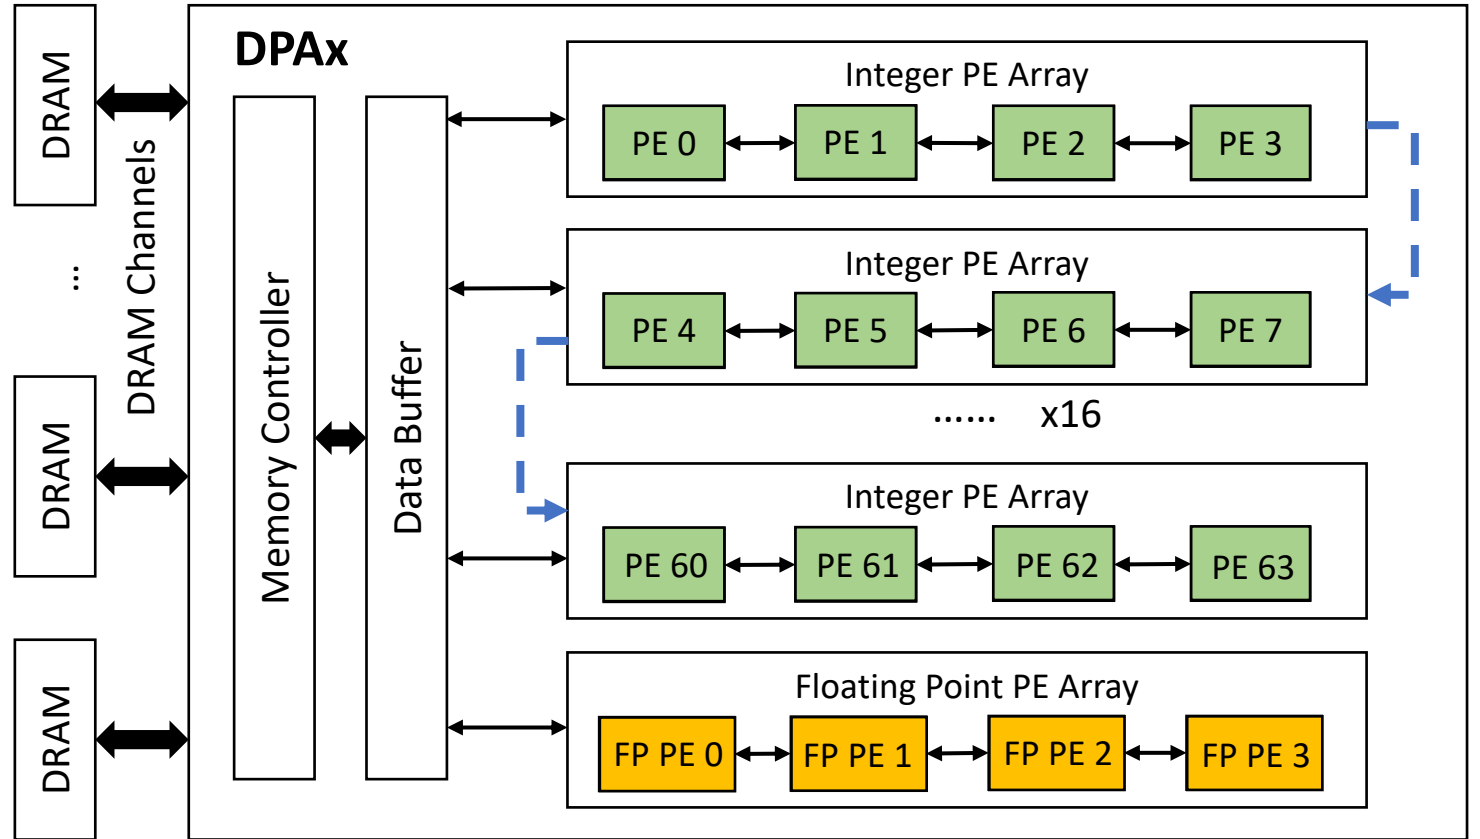 DRAM
...
DRAM
DRAM
DRAM Channels
DPAx
Memory Controller
Data Buffer
Integer PE Array
PE 0
PE 1
PE 2
PE 3
Integer PE Array
PE 4
PE 5
PE 6
PE 7
...... x16
Integer PE Array
PE 60
PE 61
PE 62
PE 63
Floating Point PE Array
FP PE 0
FP PE 1
FP PE 2
FP PE 3